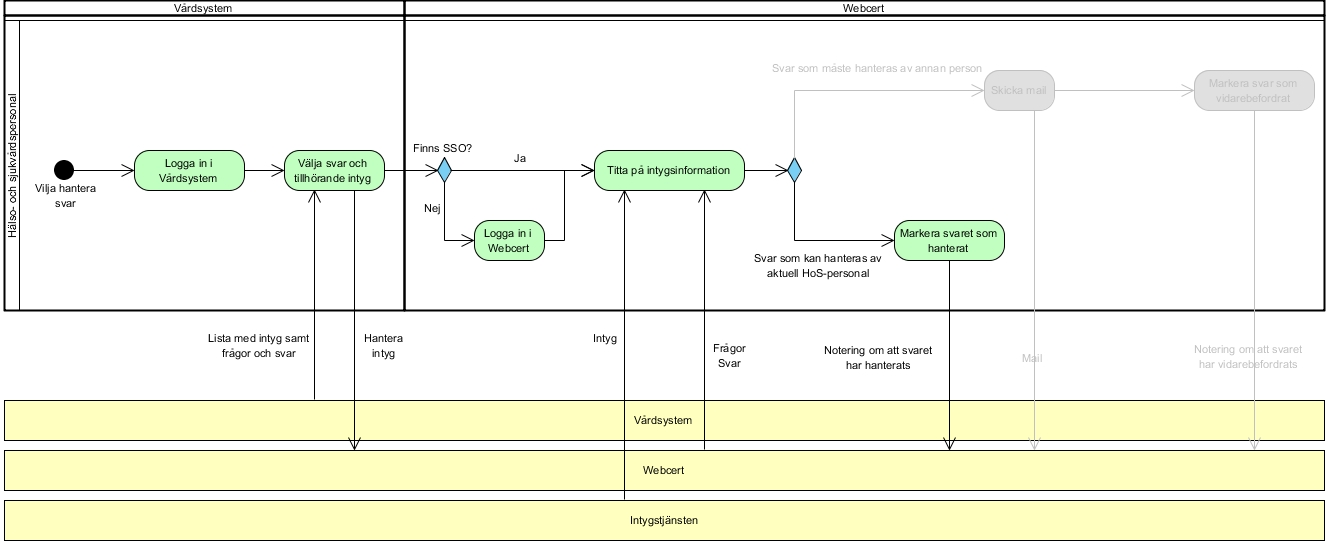 Vårdsystem
Webcert
Hälso- och sjukvårdspersonal
Vilja hantera
svar
Logga in i
Vårdsystem
Välja svar och
tillhörande intyg
Finns SSO?
Ja
Nej
Logga in i
Webcert
Titta på intygsinformation
Svar som måste hanteras av annan person
Skicka mail
Markera svar som
vidarebefordrat
Svar som kan hanteras av
aktuell HoS-personal
Markera svaret som
hanterat
Lista med intyg samt
frågor och svar
Hantera
intyg
Intyg
Frågor
Svar
Notering om att svaret
har hanterats
Mail
Notering om att svaret
har vidarebefordrats
Vårdsystem
Webcert
Intygstjänsten